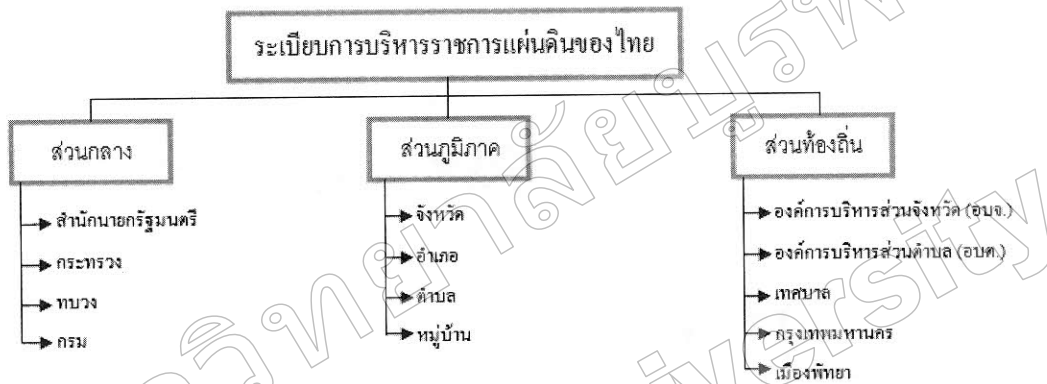 ระเบียบการบริหารราชการแผ่นดินของไทย
ส่วนกลาง
สำนักนายกรัฐมนตรี
กระทรวง
ทบวง
กรม
ส่วนภูมิภาค
จังหวัด
อำเภอ
ตำบล
หมู่บ้าน
ส่วนท้องถิ่น
องค์การบริหารส่วนจังหวัด (อบจ.)
องค์การบริหารส่วนตำบล (อบต.)
เทศบาล
กรุงเทพมหานคร
เมืองพัทยา